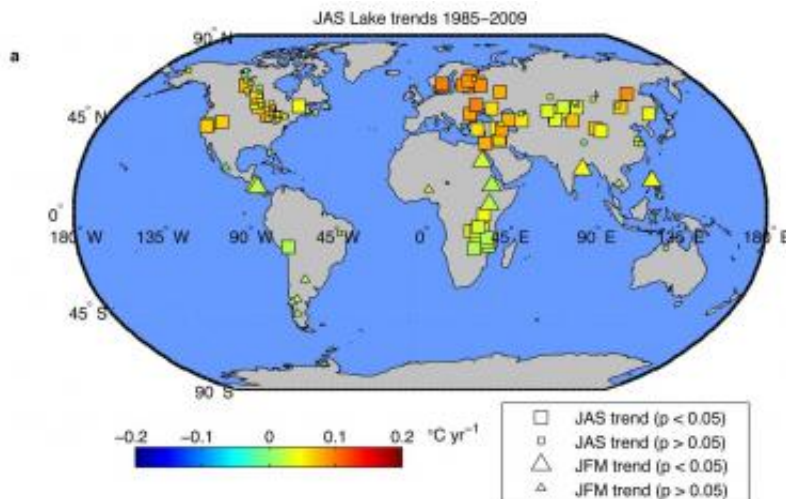 JAS Lake trends 1985–2009
a
90° N
45° N
0°
180° W 135° W 90° W 45° W 0° 45° E 90° E 135° E 180° E
45° S
90° S
−0.2 −0.1 0 0.1 0.2 °C yr⁻¹
JAS trend (p < 0.05)
JAS trend (p > 0.05)
JFM trend (p < 0.05)
JFM trend (p > 0.05)